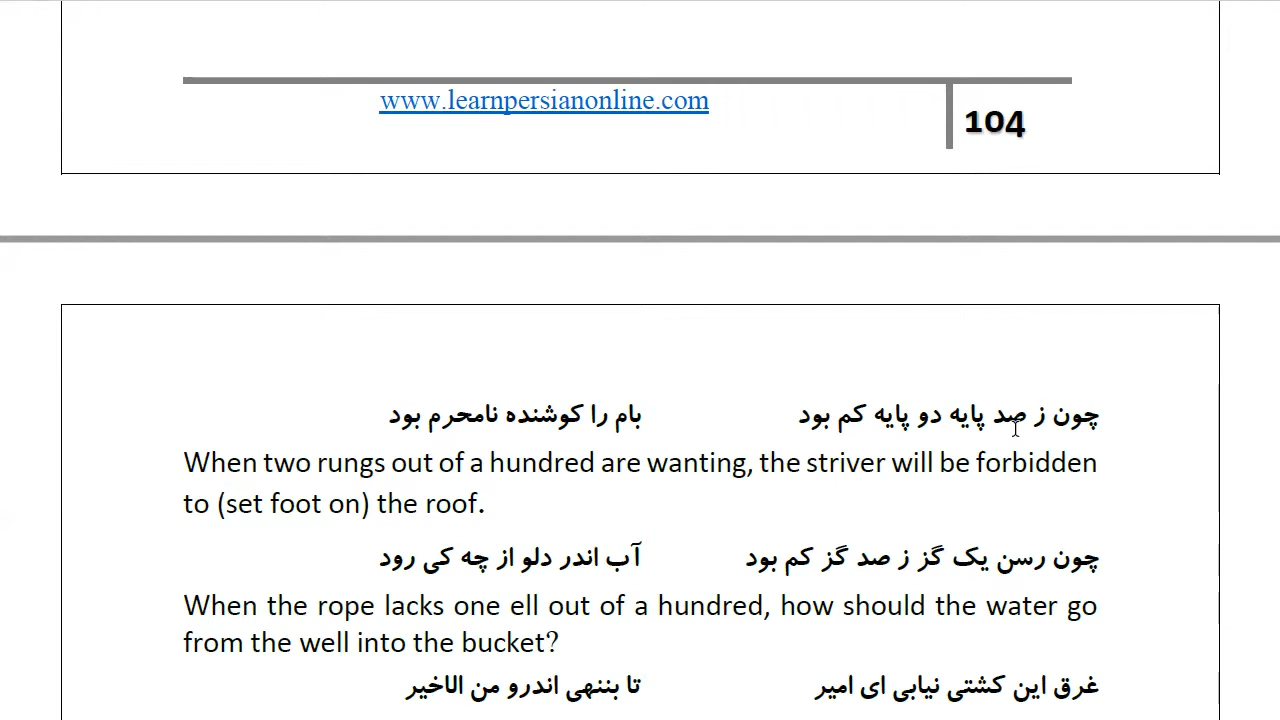 www.learnpersianonline.com
104
چون ز صد پایه دو پایه کم بود بام را کوشنده نامحرم بود
When two rungs out of a hundred are wanting, the striver will be forbidden
to (set foot on) the roof.
چون رسن یک گز ز صد گز کم بود آب اندر دلو از چه کی رود
When the rope lacks one ell out of a hundred, how should the water go
from the well into the bucket?
غرق این کشتی نیابی ای امیر تا بننهی اندرو من الاخیر